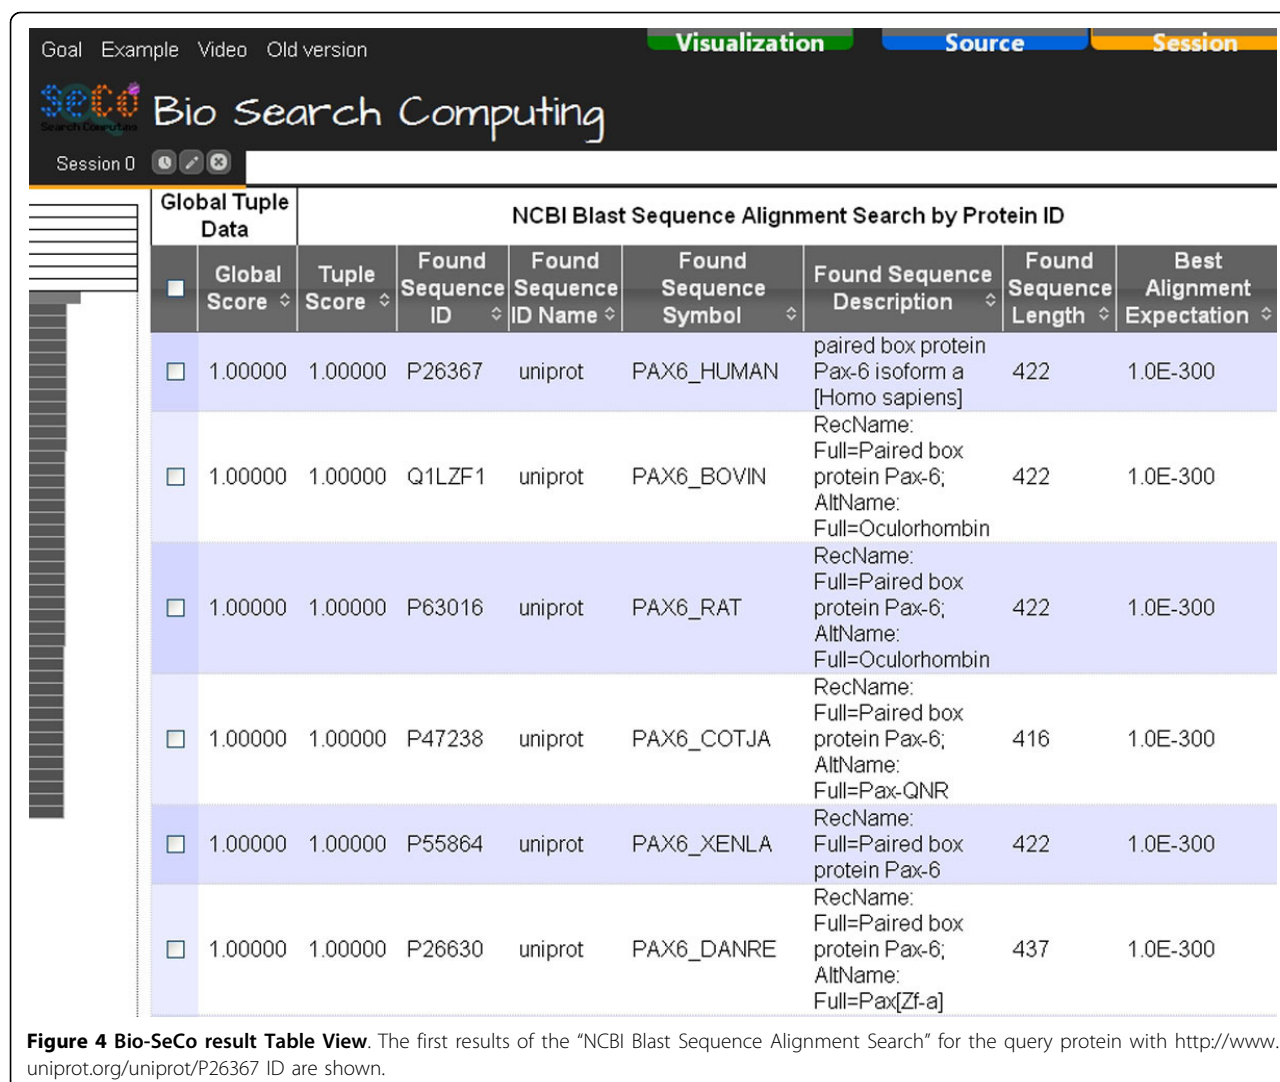 Goal Example Video Old version
Visualization Source Session
SeCo
Search Computing
Bio Search Computing
Session 0
Global Tuple Data NCBI Blast Sequence Alignment Search by Protein ID
Global Score Tuple Score Found Sequence ID Found Sequence ID Name Found Sequence Symbol Found Sequence Description Found Sequence Length Best Alignment Expectation
1.00000 1.00000 P26367 uniprot PAX6_HUMAN paired box protein Pax-6 isoform a [Homo sapiens] 422 1.0E-300
1.00000 1.00000 Q1LZF1 uniprot PAX6_BOVIN RecName: Full=Paired box protein Pax-6; AltName: Full=Oculorhombin 422 1.0E-300
1.00000 1.00000 P63016 uniprot PAX6_RAT RecName: Full=Paired box protein Pax-6; AltName: Full=Oculorhombin 422 1.0E-300
1.00000 1.00000 P47238 uniprot PAX6_COTJA RecName: Full=Paired box protein Pax-6; AltName: Full=Pax-QNR 416 1.0E-300
1.00000 1.00000 P55864 uniprot PAX6_XENLA RecName: Full=Paired box protein Pax-6 422 1.0E-300
1.00000 1.00000 P26630 uniprot PAX6_DANRE RecName: Full=Paired box protein Pax-6; AltName: Full=Pax[Zf-a] 437 1.0E-300
Figure 4 Bio-SeCo result Table View. The first results of the “NCBI Blast Sequence Alignment Search” for the query protein with http://www.
uniprot.org/uniprot/P26367 ID are shown.